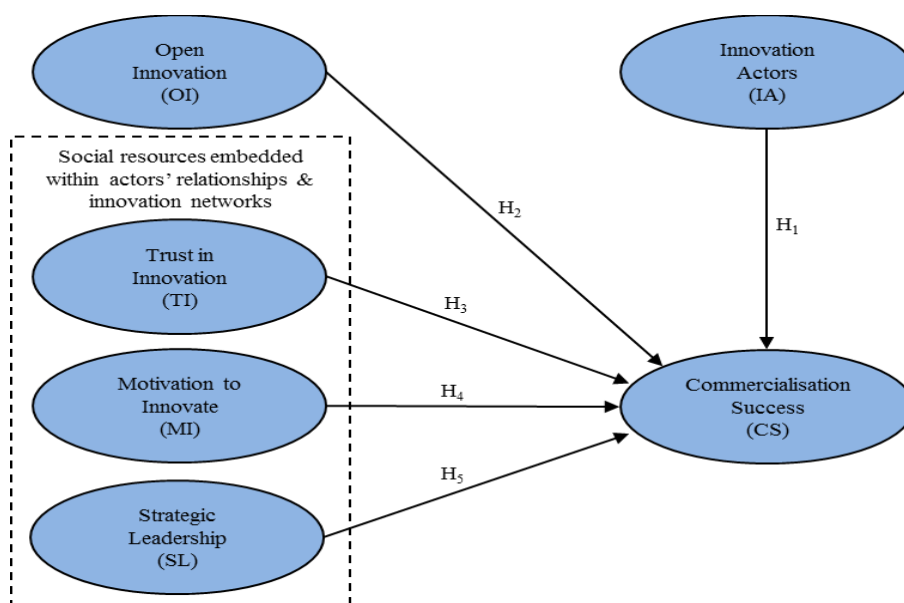 Open
Innovation
(OI)
Innovation
Actors
(IA)
Social resources embedded
within actors’ relationships &
innovation networks
H₂
H₁
Trust in
Innovation
(TI)
H₃
Motivation to
Innovate
(MI)
H₄
Commercialisation
Success
(CS)
H₅
Strategic
Leadership
(SL)